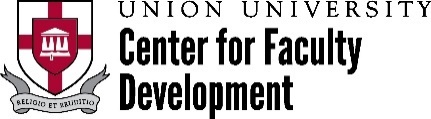 UNION UNIVERSITY
Center for Faculty
Development
RELIGIO ET ERUDITIO